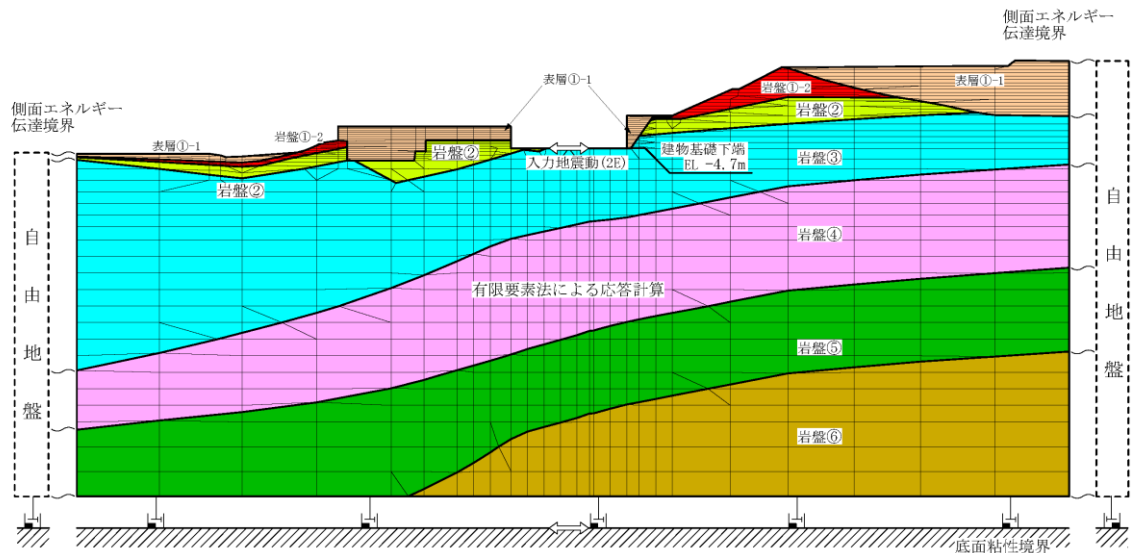 側面エネルギー
伝達境界
側面エネルギー
伝達境界
表層①-1
岩盤①-2
表層①-1
岩盤②
表層①-1
岩盤①-2
岩盤②
入力地震動(2E)
建物基礎下端
EL -4.7m
岩盤③
岩盤②
岩盤④
自由地盤
自由地盤
有限要素法による応答計算
岩盤⑤
岩盤⑥
底面粘性境界